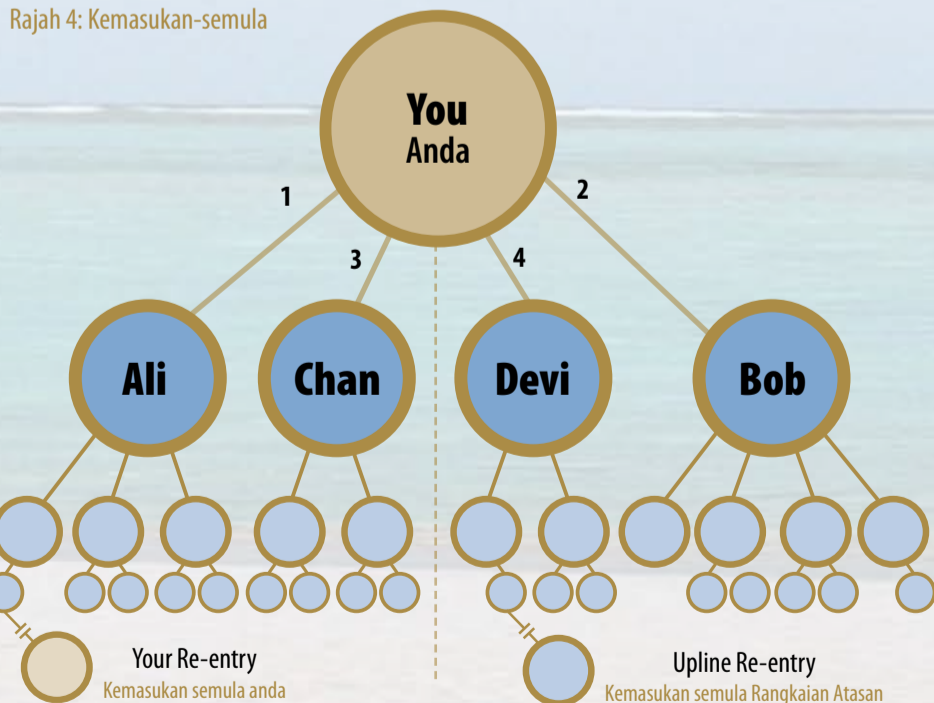 Rajah 4: Kemasukan-semula
You
Anda
1
2
3
4
Ali
Chan
Devi
Bob
Your Re-entry
Kemasukan semula anda
Upline Re-entry
Kemasukan semula Rangkaian Atasan